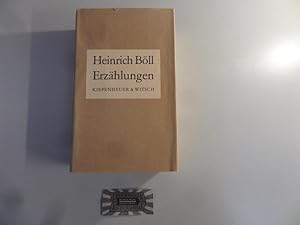 Heinrich Böll
Erzählungen
KIEPENHEUER & WITSCH